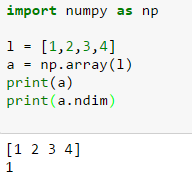 import numpy as np
l = [1,2,3,4]
a = np.array(l)
print(a)
print(a.ndim)
[1 2 3 4]
1